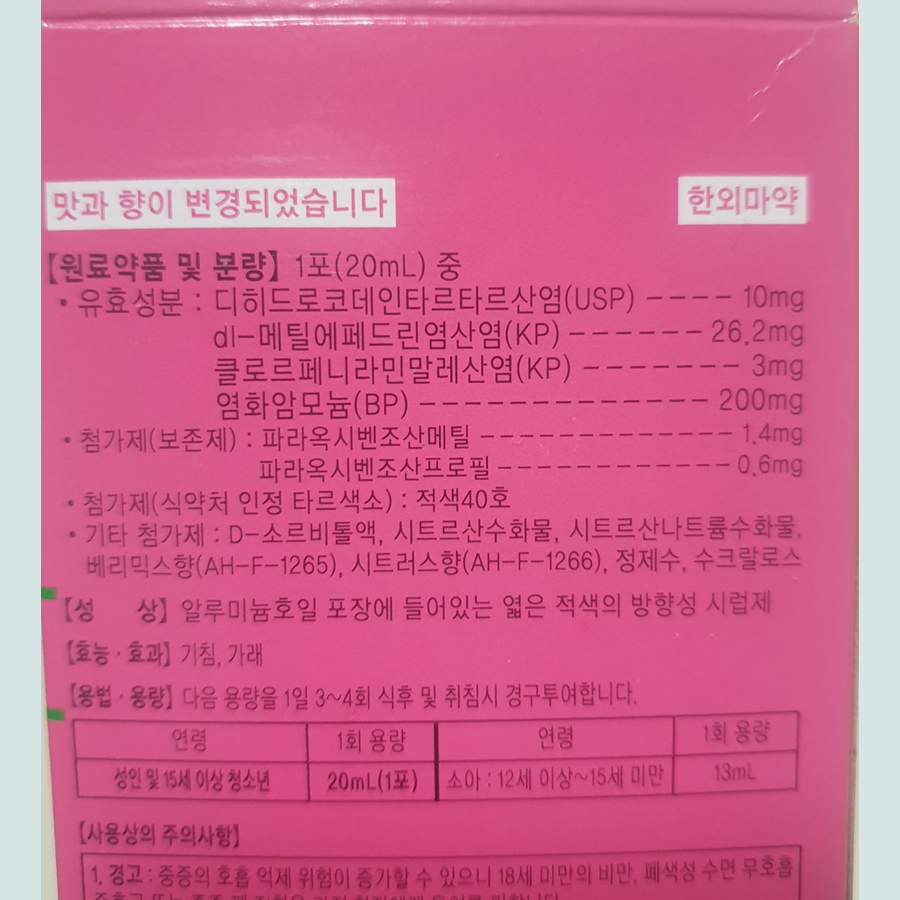 맛과 향이 변경되었습니다
한외마약
【원료약품 및 분량】 1포(20mL) 중
• 유효성분 : 디히드로코데인타르타르산염(USP) ---- 10mg
dl-메틸에페드린염산염(KP) ------ 26.2mg
클로르페니라민말레산염(KP) ------- 3mg
염화암모늄(BP) -------------- 200mg
• 첨가제(보존제) : 파라옥시벤조산메틸 ------------- 1.4mg
파라옥시벤조산프로필 ------------ 0.6mg
• 첨가제(식약처 인정 타르색소) : 적색40호
• 기타 첨가제 : D-소르비톨액, 시트르산수화물, 시트르산나트륨수화물,
베리믹스향(AH-F-1265), 시트러스향(AH-F-1266), 정제수, 수크랄로스
【성 상】 알루미늄호일 포장에 들어있는 엷은 적색의 방향성 시럽제
【효능·효과】 기침, 가래
【용법·용량】 다음 용량을 1일 3~4회 식후 및 취침시 경구투여합니다.
연령 1회 용량 연령 1회 용량
성인 및 15세 이상 청소년 20mL(1포) 소아 : 12세 이상~15세 미만 13mL
【사용상의 주의사항】
1. 경고 : 중증의 호흡 억제 위험이 증가할 수 있으니 18세 미만의 비만, 폐색성 수면 무호흡